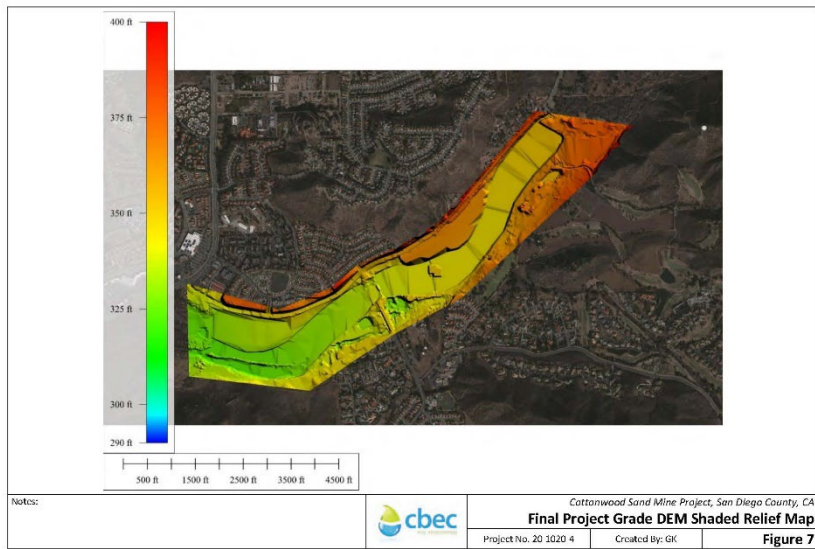 400 ft
375 ft
350 ft
325 ft
300 ft
290 ft
500 ft 1500 ft 2500 ft 3500 ft 4500 ft
Notes:
cbec
Cottonwood Sand Mine Project, San Diego County, CA
Final Project Grade DEM Shaded Relief Map
Project No. 20-1020-4 Created By: GK Figure 7